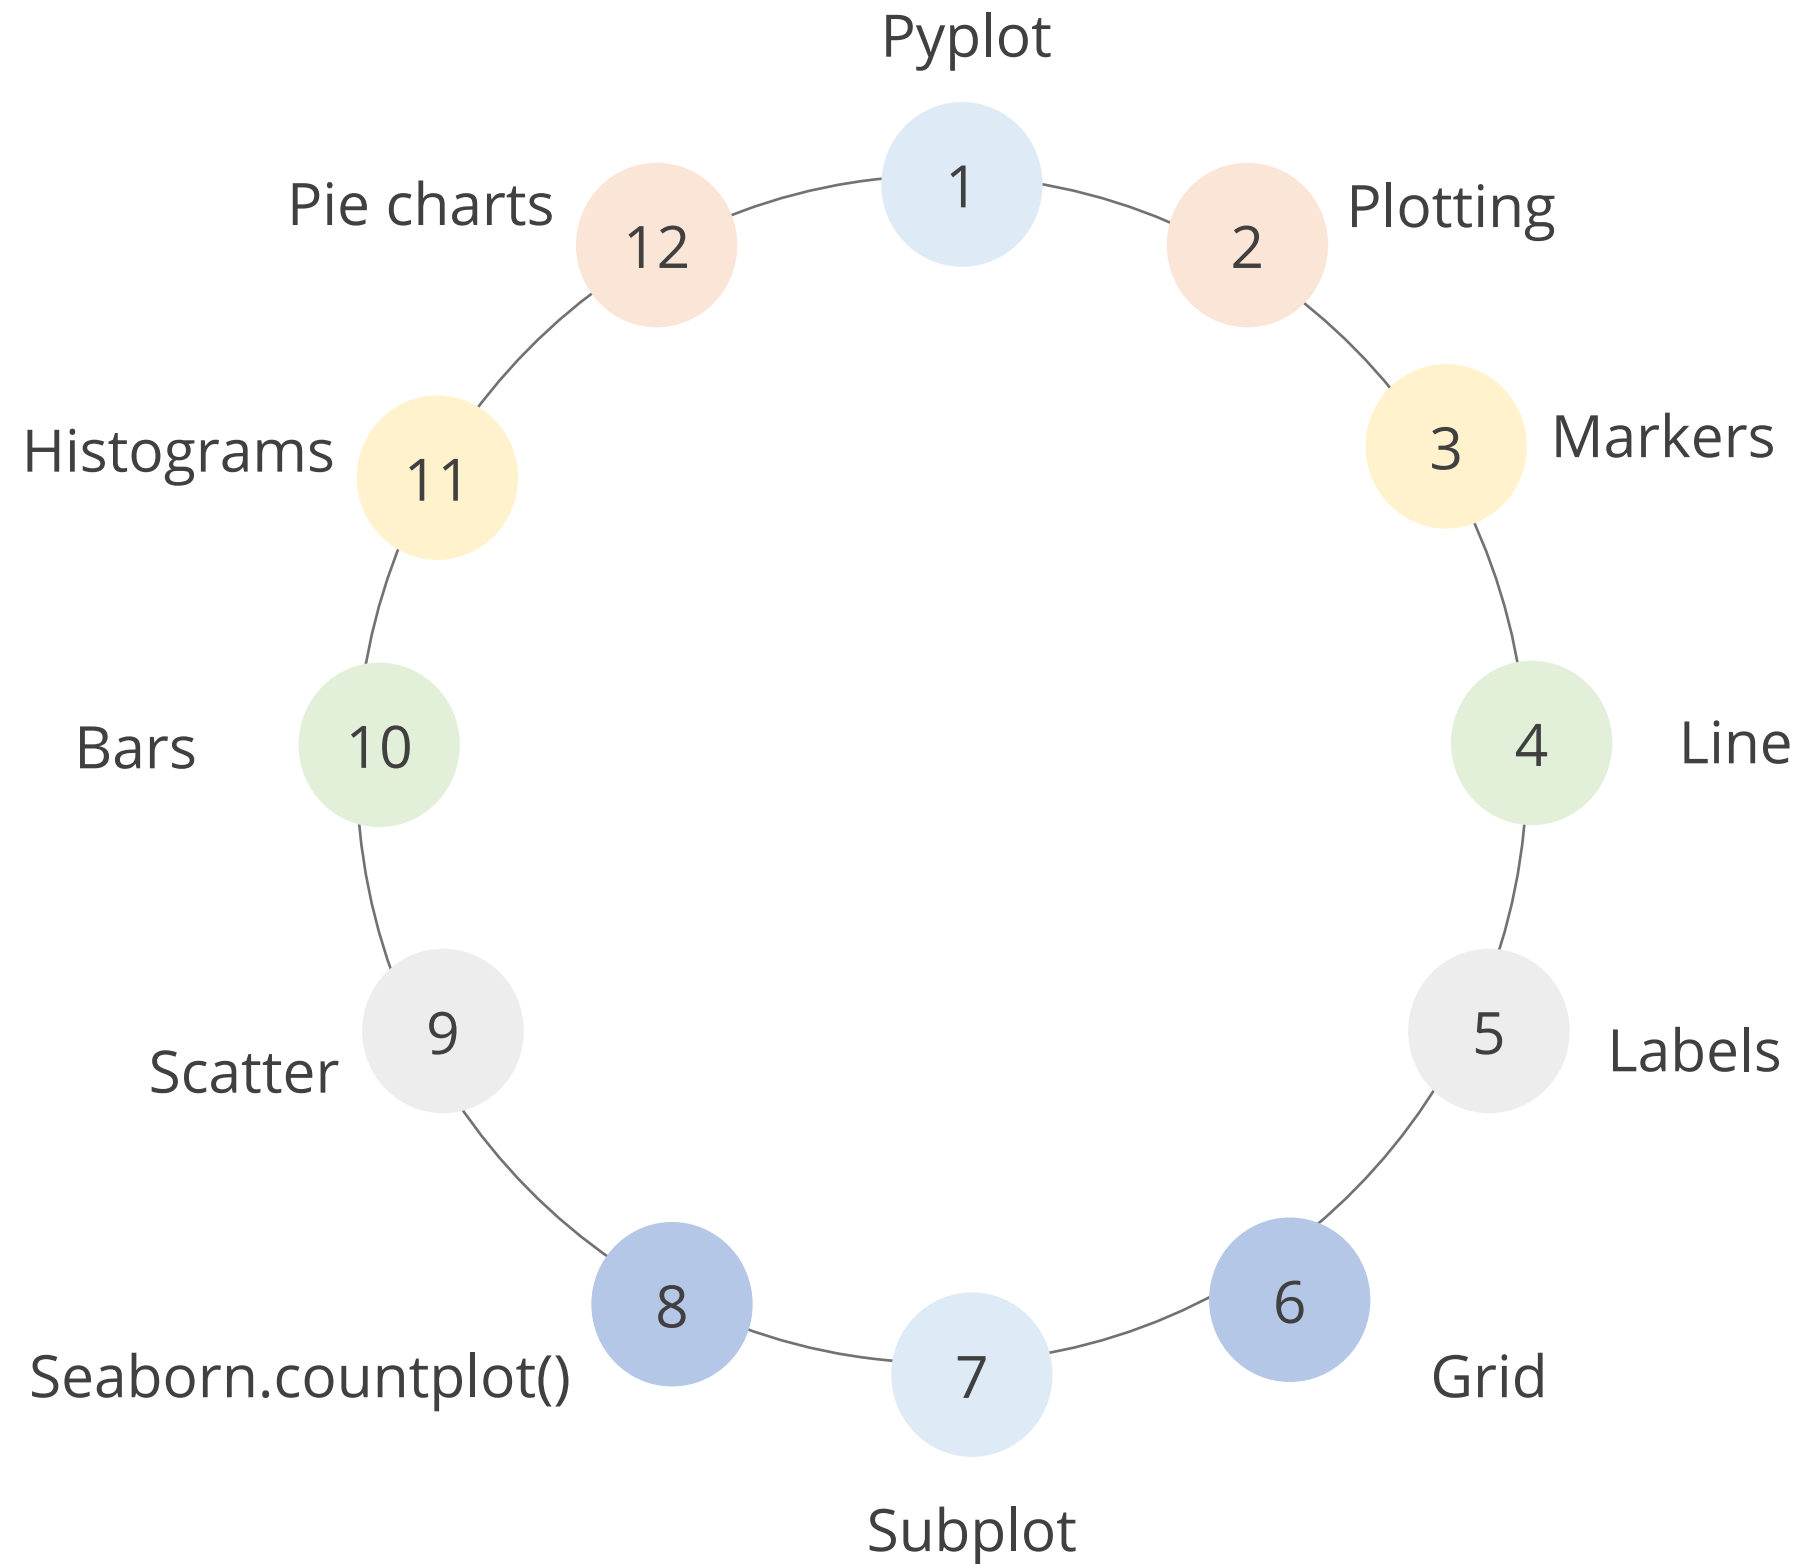 Pyplot
1
2
Plotting
3
Markers
4
Line
5
Labels
6
Grid
7
Subplot
8
Seaborn.countplot()
9
Scatter
10
Bars
11
Histograms
12
Pie charts